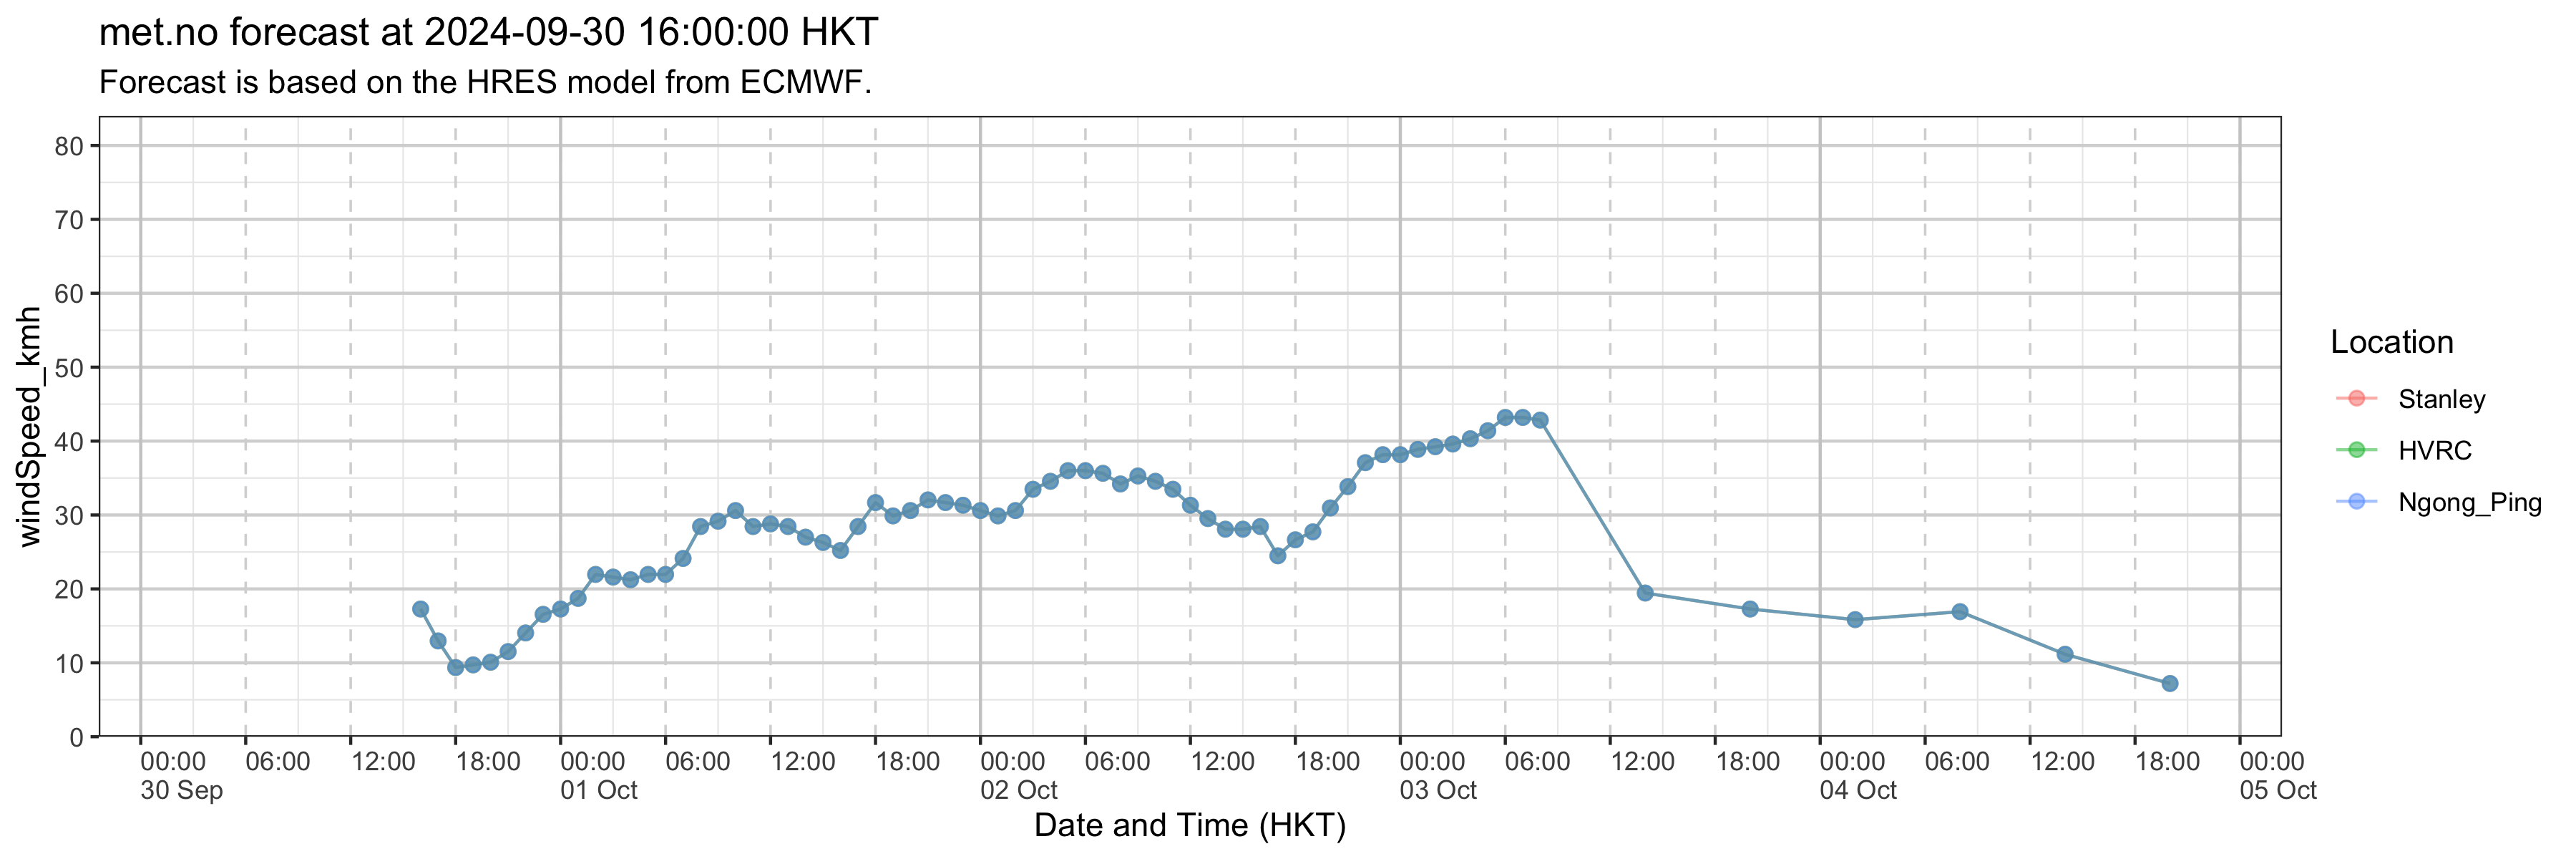 met.no forecast at 2024-09-30 16:00:00 HKT
Forecast is based on the HRES model from ECMWF.
windSpeed_kmh
80
70
60
50
40
30
20
10
0
00:00 06:00 12:00 18:00 00:00 06:00 12:00 18:00 00:00 06:00 12:00 18:00 00:00 06:00 12:00 18:00 00:00 06:00 12:00 18:00 00:00
30 Sep 01 Oct 02 Oct 03 Oct 04 Oct 05 Oct
Date and Time (HKT)
Location
Stanley
HVRC
Ngong_Ping